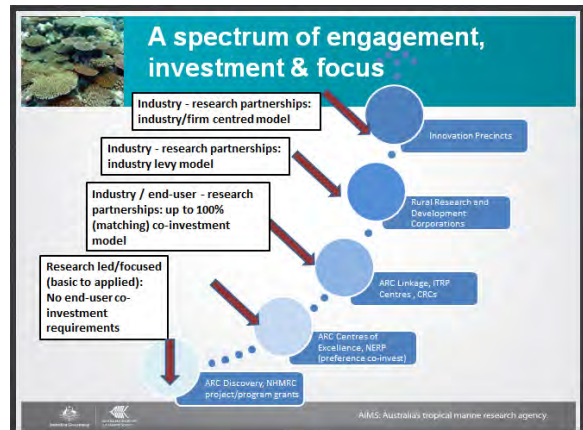 A spectrum of engagement,
investment & focus
Industry - research partnerships:
industry/firm centred model
Innovation Precincts
Industry - research partnerships:
industry levy model
Rural Research and
Development
Corporations
Industry / end-user - research
partnerships: up to 100%
(matching) co-investment
model
ARC Linkage, ITRP
Centres , CRCs
Research led/focused
(basic to applied):
No end-user co-
investment
requirements
ARC Centres of
Excellence, NERP
(preference co-invest)
ARC Discovery, NHMRC
project/program grants
AIMS: Australia's tropical marine research agency.